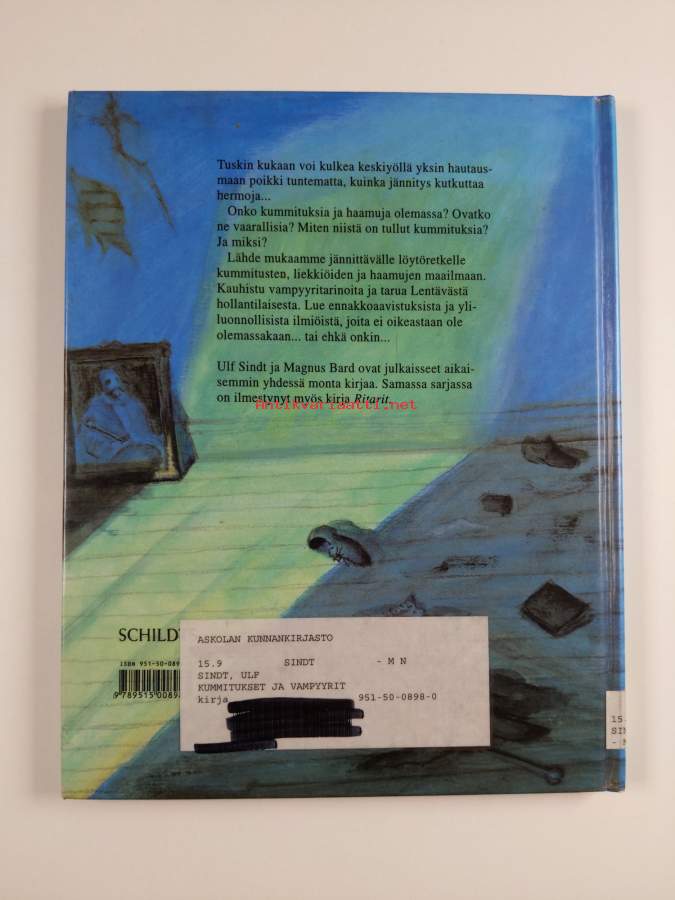 Tuskin kukaan voi kulkea keskiyöllä yksin hautaus-
maan poikki tuntematta, kuinka jännitys kutkuttaa
hermoja...
Onko kummituksia ja haamuja olemassa? Ovatko
ne vaarallisia? Miten niistä on tullut kummituksia?
Ja miksi?
Lähde mukaamme jännittävälle löytöretkelle
kummitusten, liekkiöiden ja haamujen maailmaan.
Kauhistu vampyyritarinoita ja tarua Lentävästä
hollantilaisesta. Lue ennakkoaavistuksista ja yli-
luonnollisista ilmiöistä, joita ei oikeastaan ole
olemassakaan... tai ehkä onkin...
Ulf Sindt ja Magnus Bard ovat julkaisseet aikai-
semmin yhdessä monta kirjaa. Samassa sarjassa
on ilmestynyt myös kirja Ritarit.
Antikvariaatti.net
SCHILDT
ISBN 951-50-089
9789515008
ASKOLAN KUNNANKIRJASTO
15.9 SINDT - M N
SINDT, ULF
KUMMITUKSET JA VAMPYYRIT
kirja 951-50-0898-0
15.
SIN